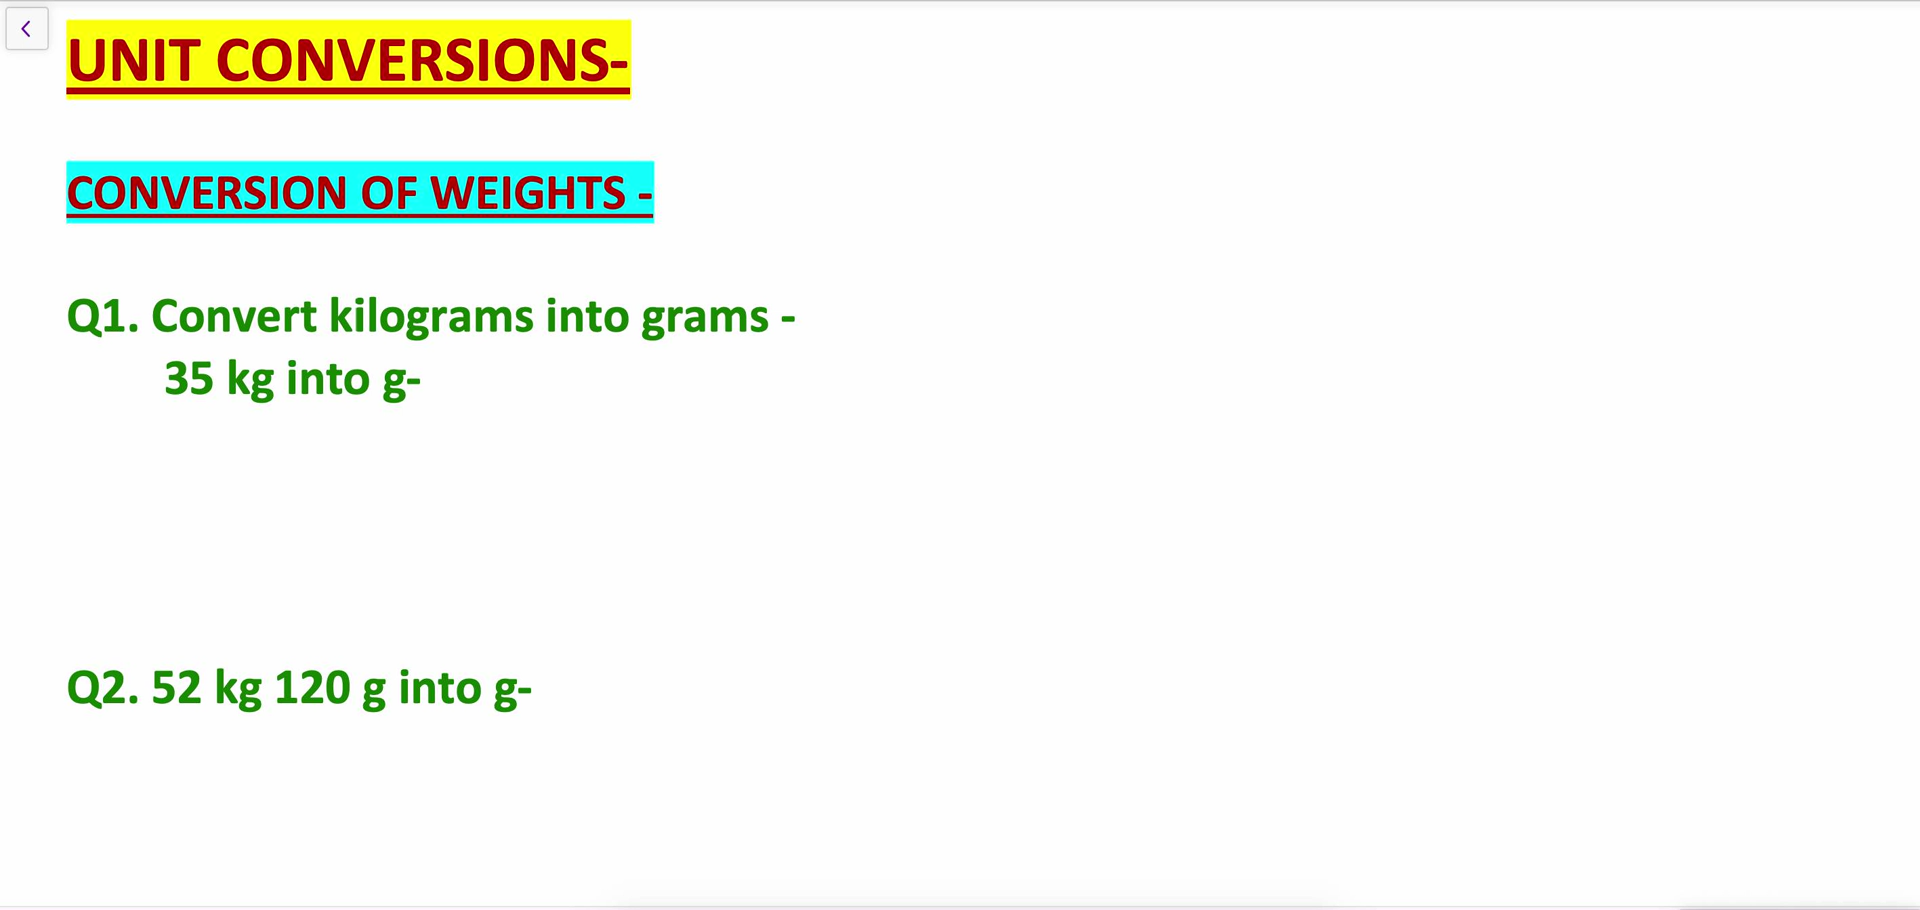 UNIT CONVERSIONS-
CONVERSION OF WEIGHTS -
Q1. Convert kilograms into grams -
35 kg into g-
Q2. 52 kg 120 g into g-